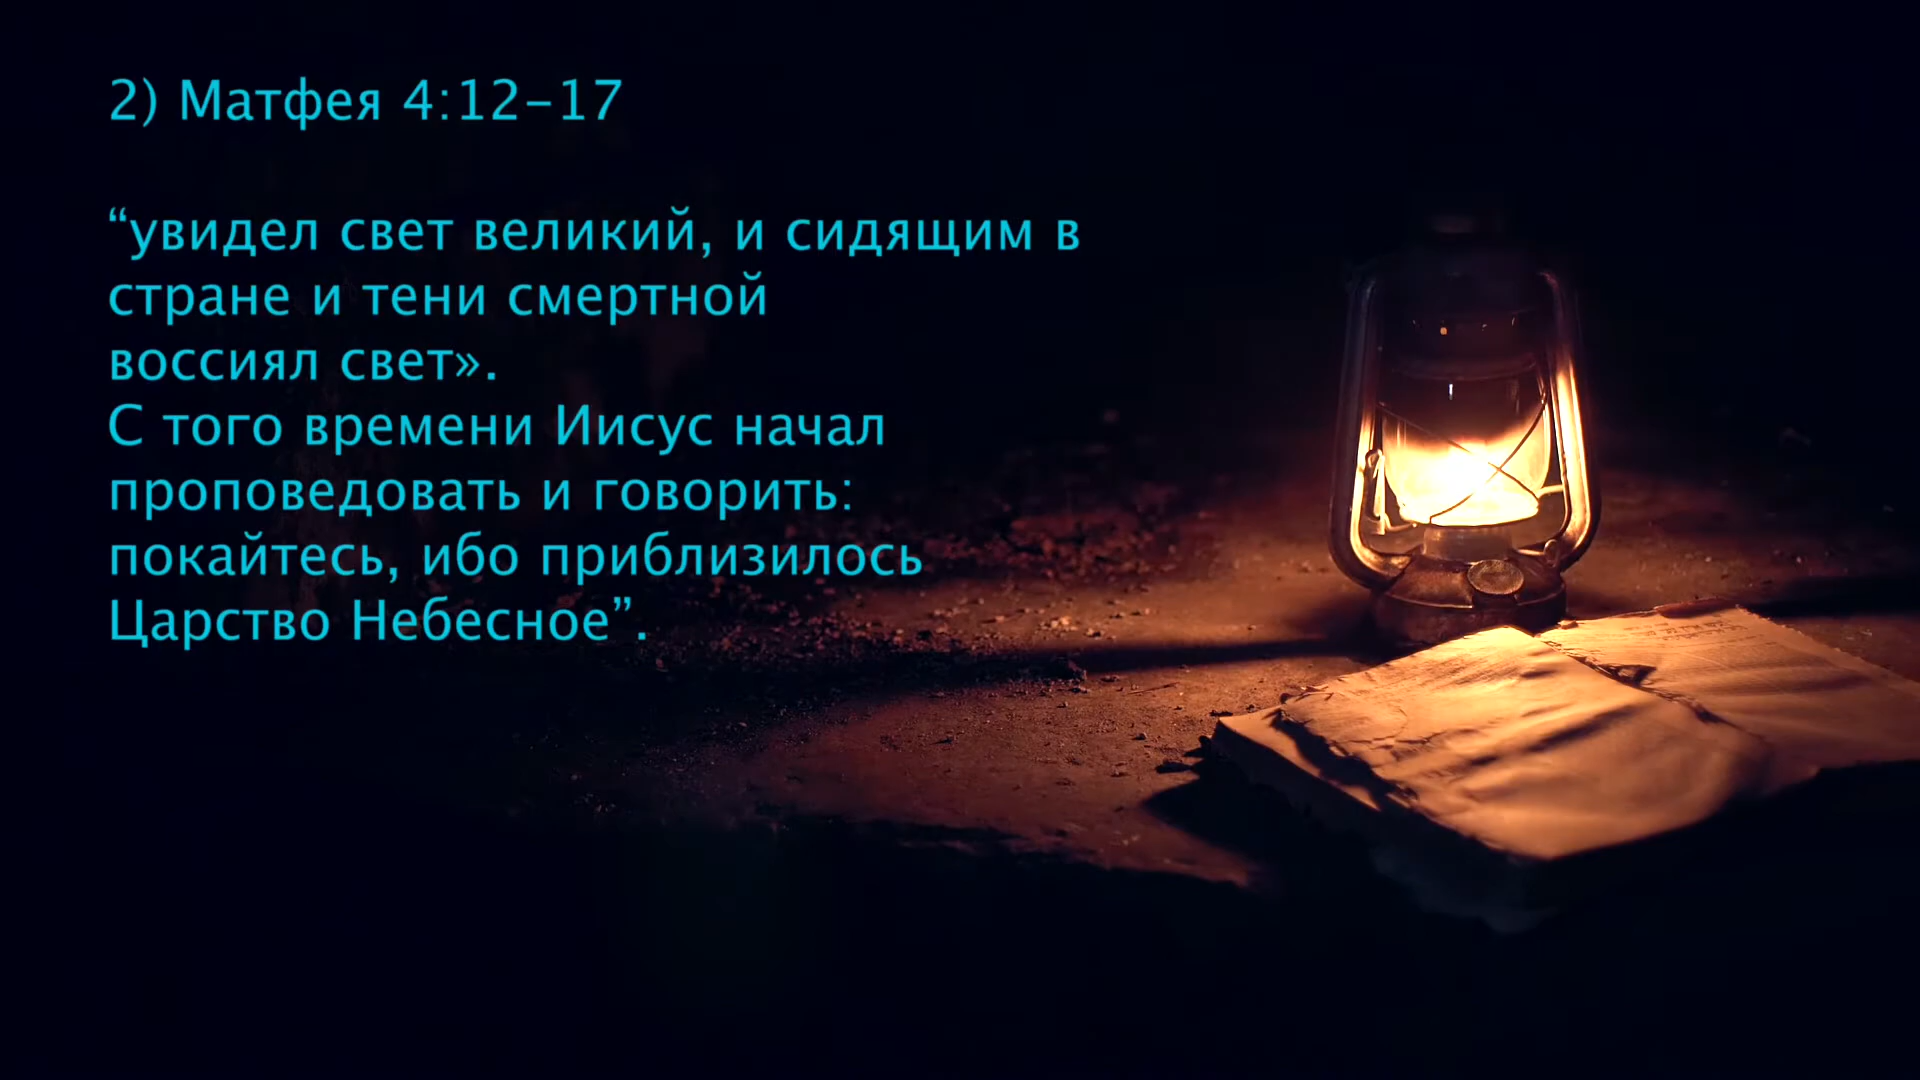 2) Матфея 4:12-17
“увидел свет великий, и сидящим в
стране и тени смертной
воссиял свет».
С того времени Иисус начал
проповедовать и говорить:
покайтесь, ибо приблизилось
Царство Небесное”.